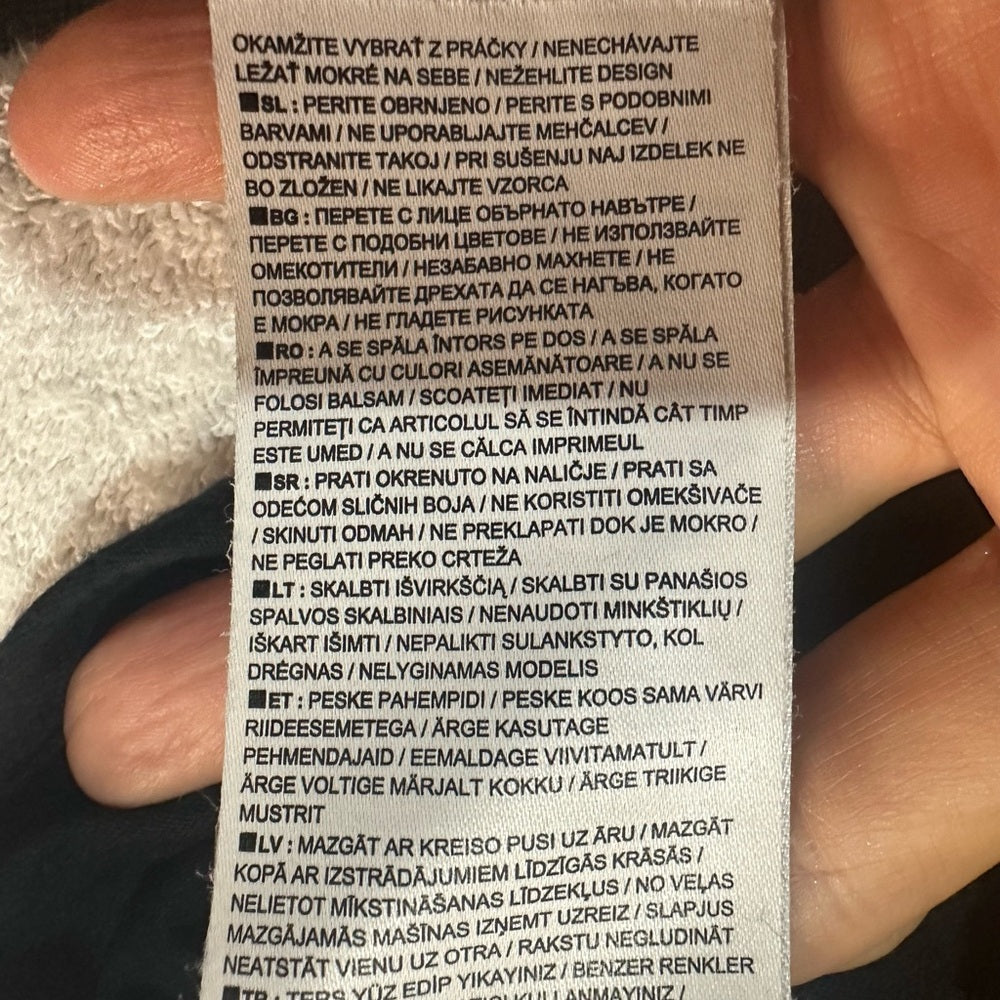 OKAMŽITE VYBRAŤ Z PRÁČKY / NENECHÁVAJTE
LEŽAŤ MOKRÉ NA SEBE / NEŽEHLITE DESIGN
■SL : PERITE OBRNJENO / PERITE S PODOBNIMI
BARVAMI / NE UPORABLJAJTE MEHČALCEV /
ODSTRANITE TAKOJ / PRI SUŠENJU NAJ IZDELEK NE
BO ZLOŽEN / NE LIKAJTE VZORCA
■BG : ПЕРЕТЕ С ЛИЦЕ ОБЪРНАТО НАВЪТРЕ /
ПЕРЕТЕ С ПОДОБНИ ЦВЕТОВЕ / НЕ ИЗПОЛЗВАЙТЕ
ОМЕКОТИТЕЛИ / НЕЗАБАВНО МАХНЕТЕ / НЕ
ПОЗВОЛЯВАЙТЕ ДРЕХАТА ДА СЕ НАГЪВА, КОГАТО
Е МОКРА / НЕ ГЛАДЕТЕ РИСУНКАТА
■RO : A SE SPĂLA ÎNTORS PE DOS / A SE SPĂLA
ÎMPREUNĂ CU CULORI ASEMĂNĂTOARE / A NU SE
FOLOSI BALSAM / SCOATEȚI IMEDIAT / NU
PERMITEȚI CA ARTICOLUL SĂ SE ÎNTINDĂ CÂT TIMP
ESTE UMED / A NU SE CĂLCA IMPRIMEUL
■SR : PRATI OKRENUTO NA NALIČJE / PRATI SA
ODEĆOM SLIČNIH BOJA / NE KORISTITI OMEKŠIVAČE
/ SKINUTI ODMAH / NE PREKLAPATI DOK JE MOKRO /
NE PEGLATI PREKO CRTEŽA
■LT : SKALBTI IŠVIRKŠČIĄ / SKALBTI SU PANAŠIOS
SPALVOS SKALBINIAIS / NENAUDOTI MINKŠTIKLIŲ /
IŠKART IŠIMTI / NEPALIKTI SULANKSTYTO, KOL
DRĖGNAS / NELYGINAMAS MODELIS
■ET : PESKE PAHEMPIDI / PESKE KOOS SAMA VÄRVI
RIIDEESEMETEGA / ÄRGE KASUTAGE
PEHMENDAJAID / EEMALDAGE VIIVITAMATULT /
ÄRGE VOLTIGE MÄRJALT KOKKU / ÄRGE TRIIKIGE
MUSTRIT
■LV : MAZGĀT AR KREISO PUSI UZ ĀRU / MAZGĀT
KOPĀ AR IZSTRĀDĀJUMIEM LĪDZĪGĀS KRĀSĀS /
NELIETOT MĪKSTINĀŠANAS LĪDZEKĻUS / NO VEĻAS
MAZGĀJAMĀS MAŠĪNAS IZŅEMT UZREIZ / SLAPJUS
NEATSTĀT VIENU UZ OTRA / RAKSTU NEGLUDINĀT
■TR : TERS YÜZ EDİP YIKAYINIZ / BENZER RENKLER
KULLANMAYINIZ /